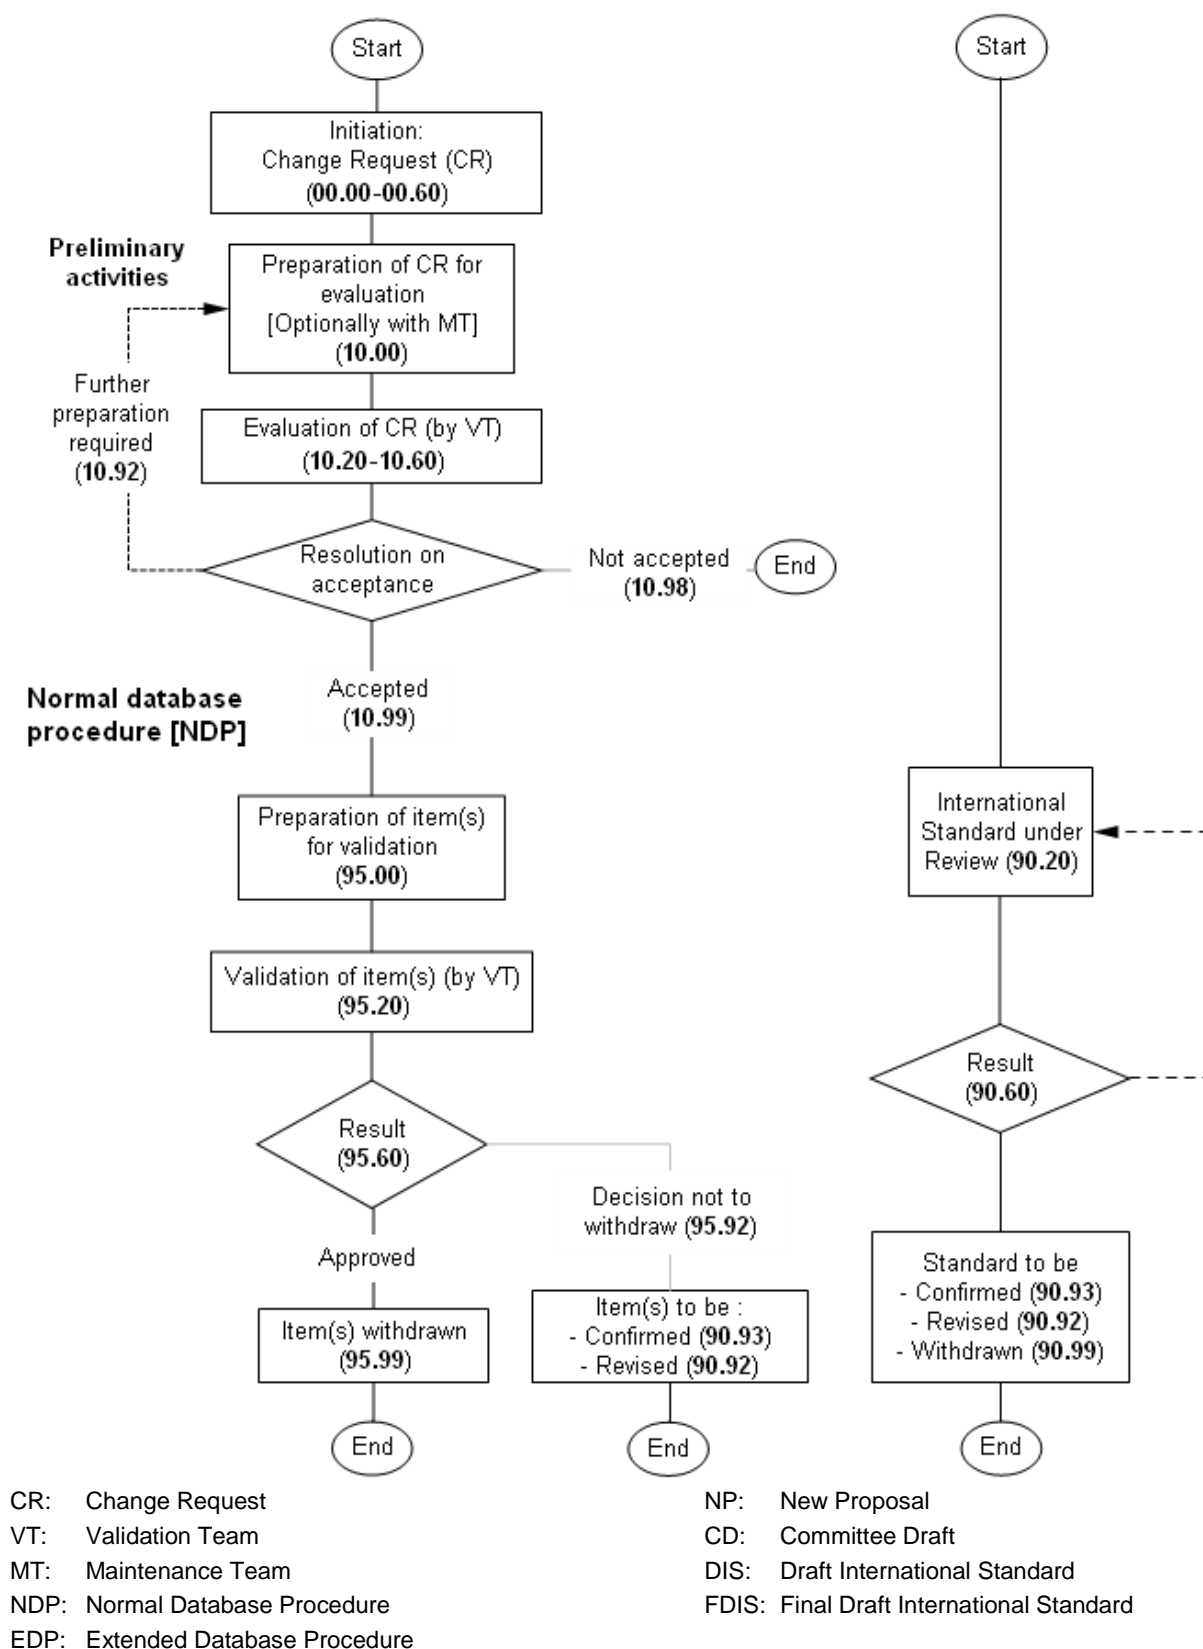 Start
Initiation:
Change Request (CR)
(00.00-00.60)
Preliminary
activities
Preparation of CR for
evaluation
[Optionally with MT]
(10.00)
Further
preparation
required
(10.92)
Evaluation of CR (by VT)
(10.20-10.60)
Resolution on
acceptance
Not accepted
(10.98)
End
Accepted
(10.99)
Normal database
procedure [NDP]
Preparation of item(s)
for validation
(95.00)
Validation of item(s) (by VT)
(95.20)
Result
(95.60)
Decision not to
withdraw (95.92)
Approved
Item(s) withdrawn
(95.99)
Item(s) to be :
- Confirmed (90.93)
- Revised (90.92)
End
End
Start
International
Standard under
Review (90.20)
Result
(90.60)
Standard to be
- Confirmed (90.93)
- Revised (90.92)
- Withdrawn (90.99)
End
CR: Change Request
VT: Validation Team
MT: Maintenance Team
NDP: Normal Database Procedure
EDP: Extended Database Procedure
NP: New Proposal
CD: Committee Draft
DIS: Draft International Standard
FDIS: Final Draft International Standard